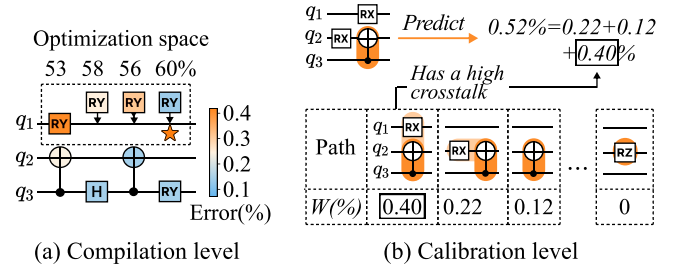 Optimization space
53 58 56 60%
RY RY RY
q1 RY
q2
q3 H RY
0.4
0.3
0.2
0.1
Error(%)
(a) Compilation level
q1 RX
q2 RX
q3
Predict
0.52%=0.22+0.12
+0.40%
Has a high
crosstalk
Path
q1 RX
q2 RX RZ
q3
...
W(%) 0.40 0.22 0.12 0
(b) Calibration level